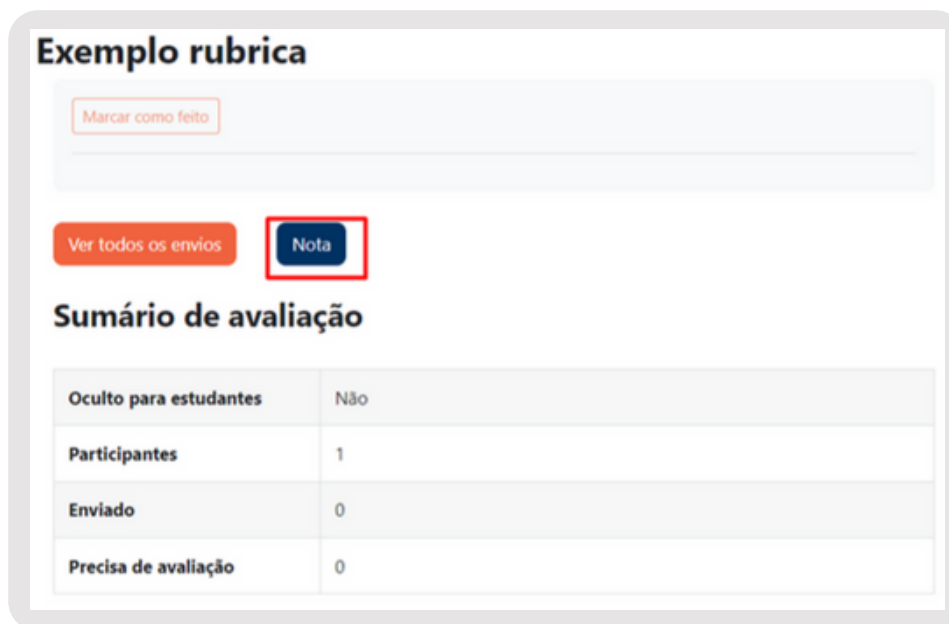 Exemplo rubrica
Marcar como feito
Ver todos os envios Nota
Sumário de avaliação
Oculto para estudantes Não
Participantes 1
Enviado 0
Precisa de avaliação 0